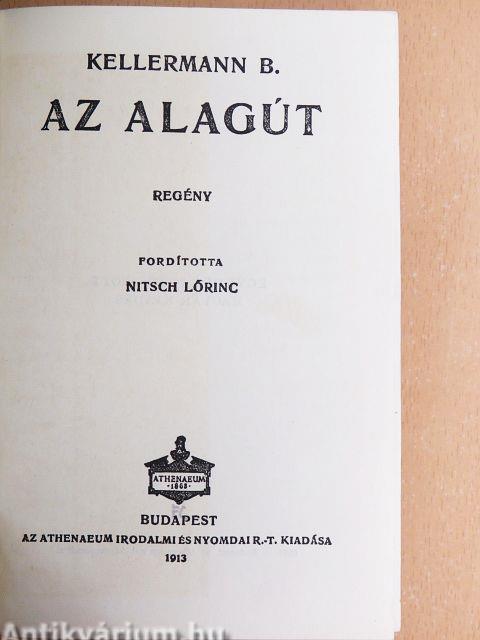 KELLERMANN B.
AZ ALAGÚT
REGÉNY
FORDÍTOTTA
NITSCH LŐRINC
ATHENAEUM
·1868·
BUDAPEST
AZ ATHENAEUM IRODALMI ÉS NYOMDAI R.-T. KIADÁSA
1913
Antikvárium.hu